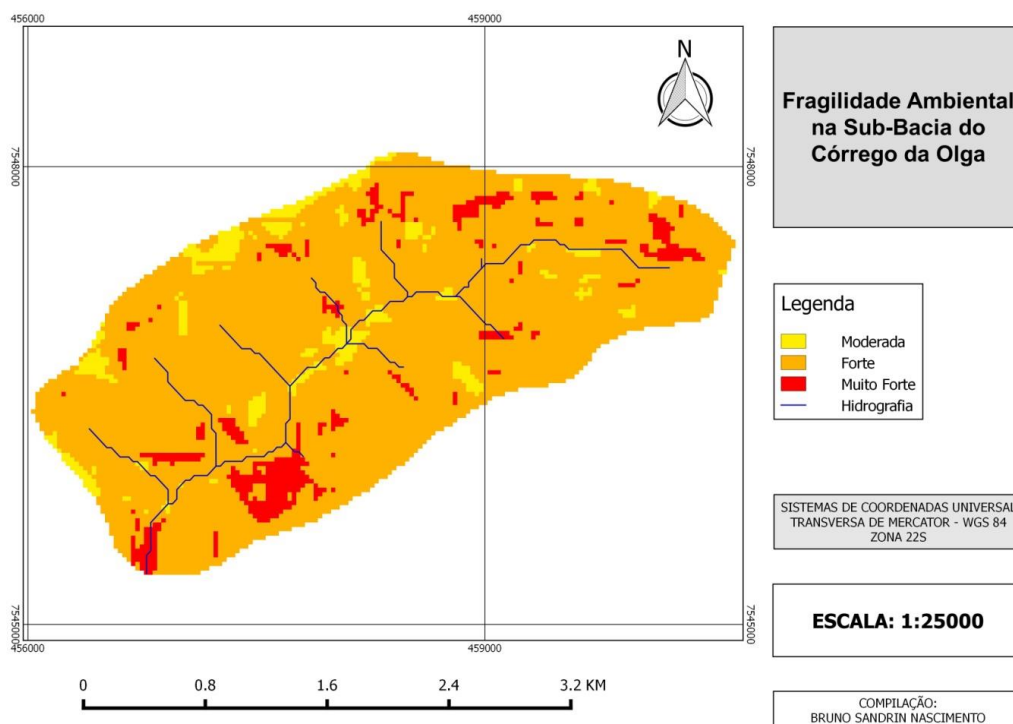 456000
459000
N
7548000
7548000
7545000
7545000
456000
459000
0
0.8
1.6
2.4
3.2 KM
Fragilidade Ambiental
na Sub-Bacia do
Córrego da Olga
Legenda
Moderada
Forte
Muito Forte
Hidrografia
SISTEMAS DE COORDENADAS UNIVERSAL
TRANSVERSA DE MERCATOR - WGS 84
ZONA 22S
ESCALA: 1:25000
COMPILAÇÃO:
BRUNO SANDRIN NASCIMENTO